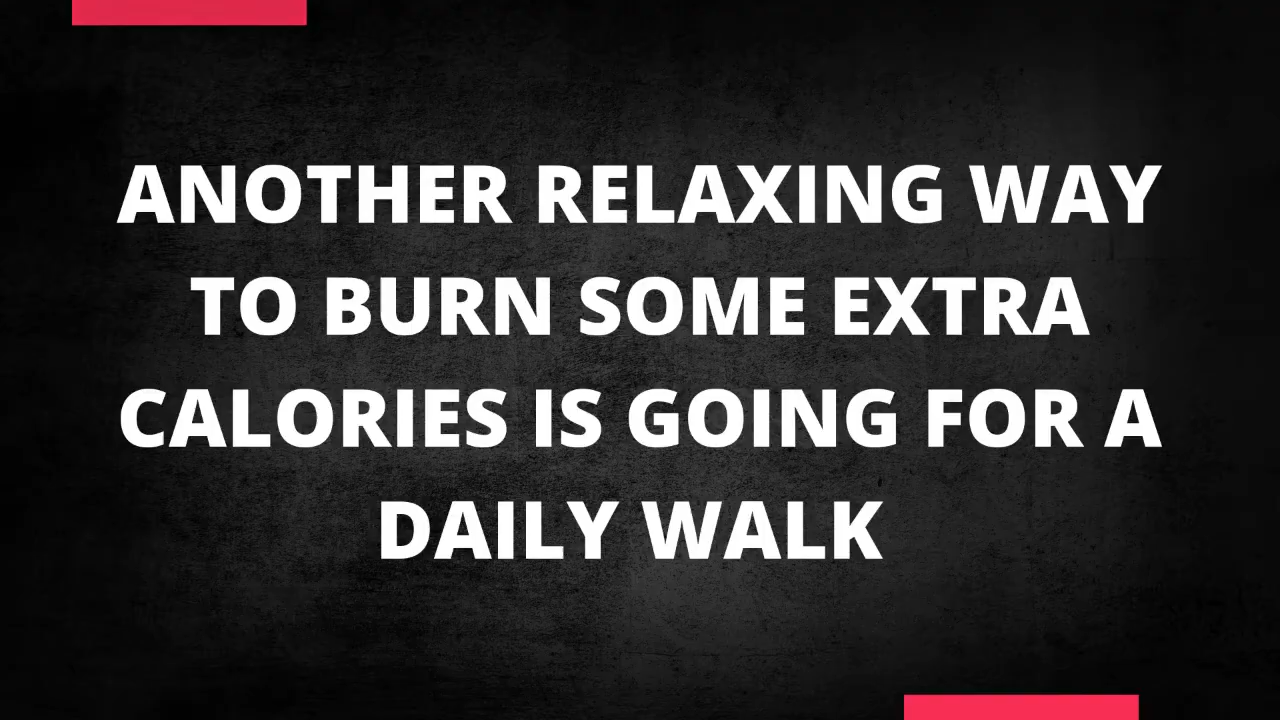 ANOTHER RELAXING WAY
TO BURN SOME EXTRA
CALORIES IS GOING FOR A
DAILY WALK